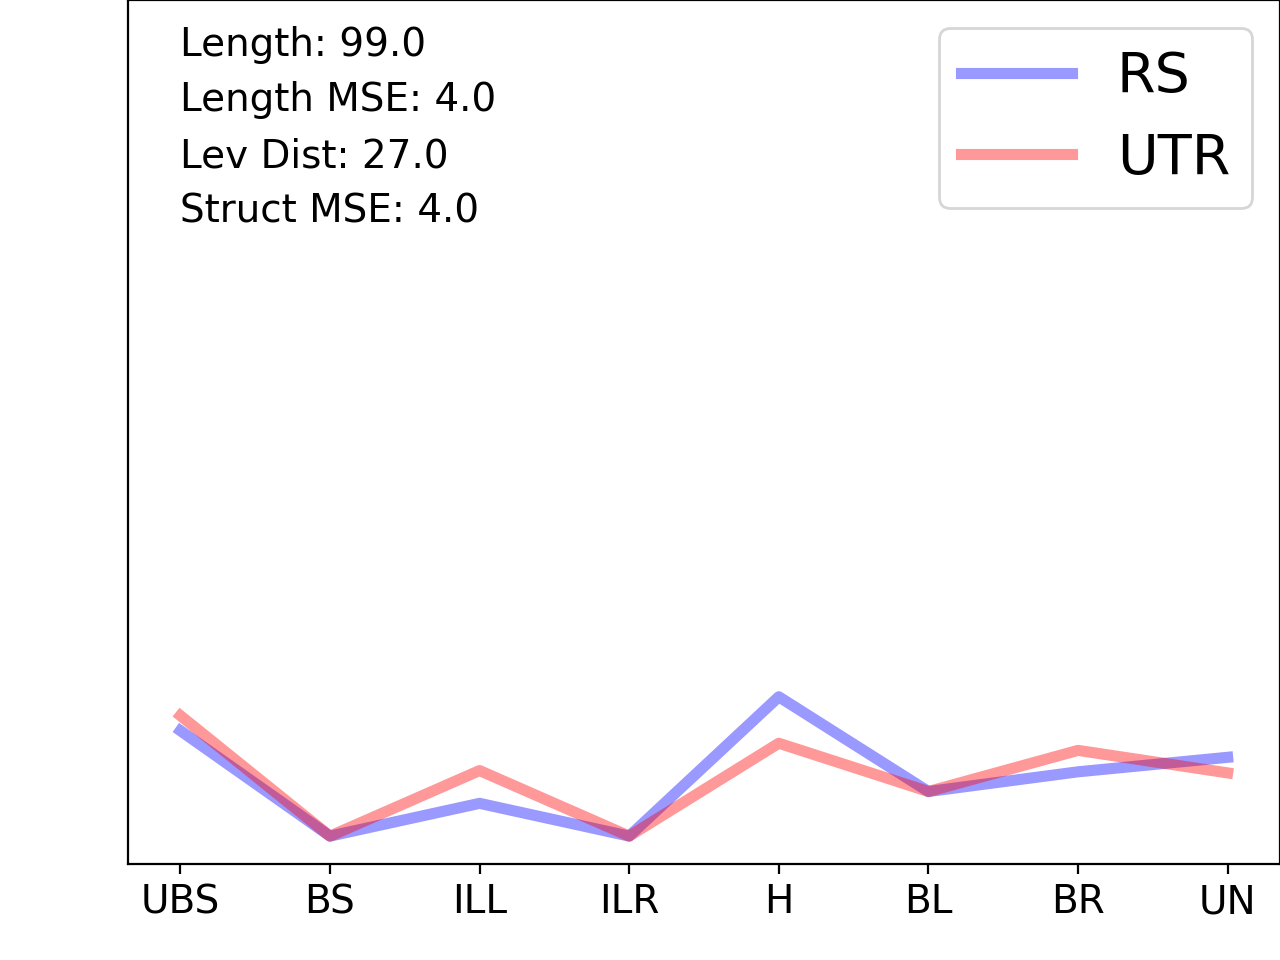 Length: 99.0
Length MSE: 4.0
Lev Dist: 27.0
Struct MSE: 4.0
RS
UTR
UBS BS ILL ILR H BL BR UN